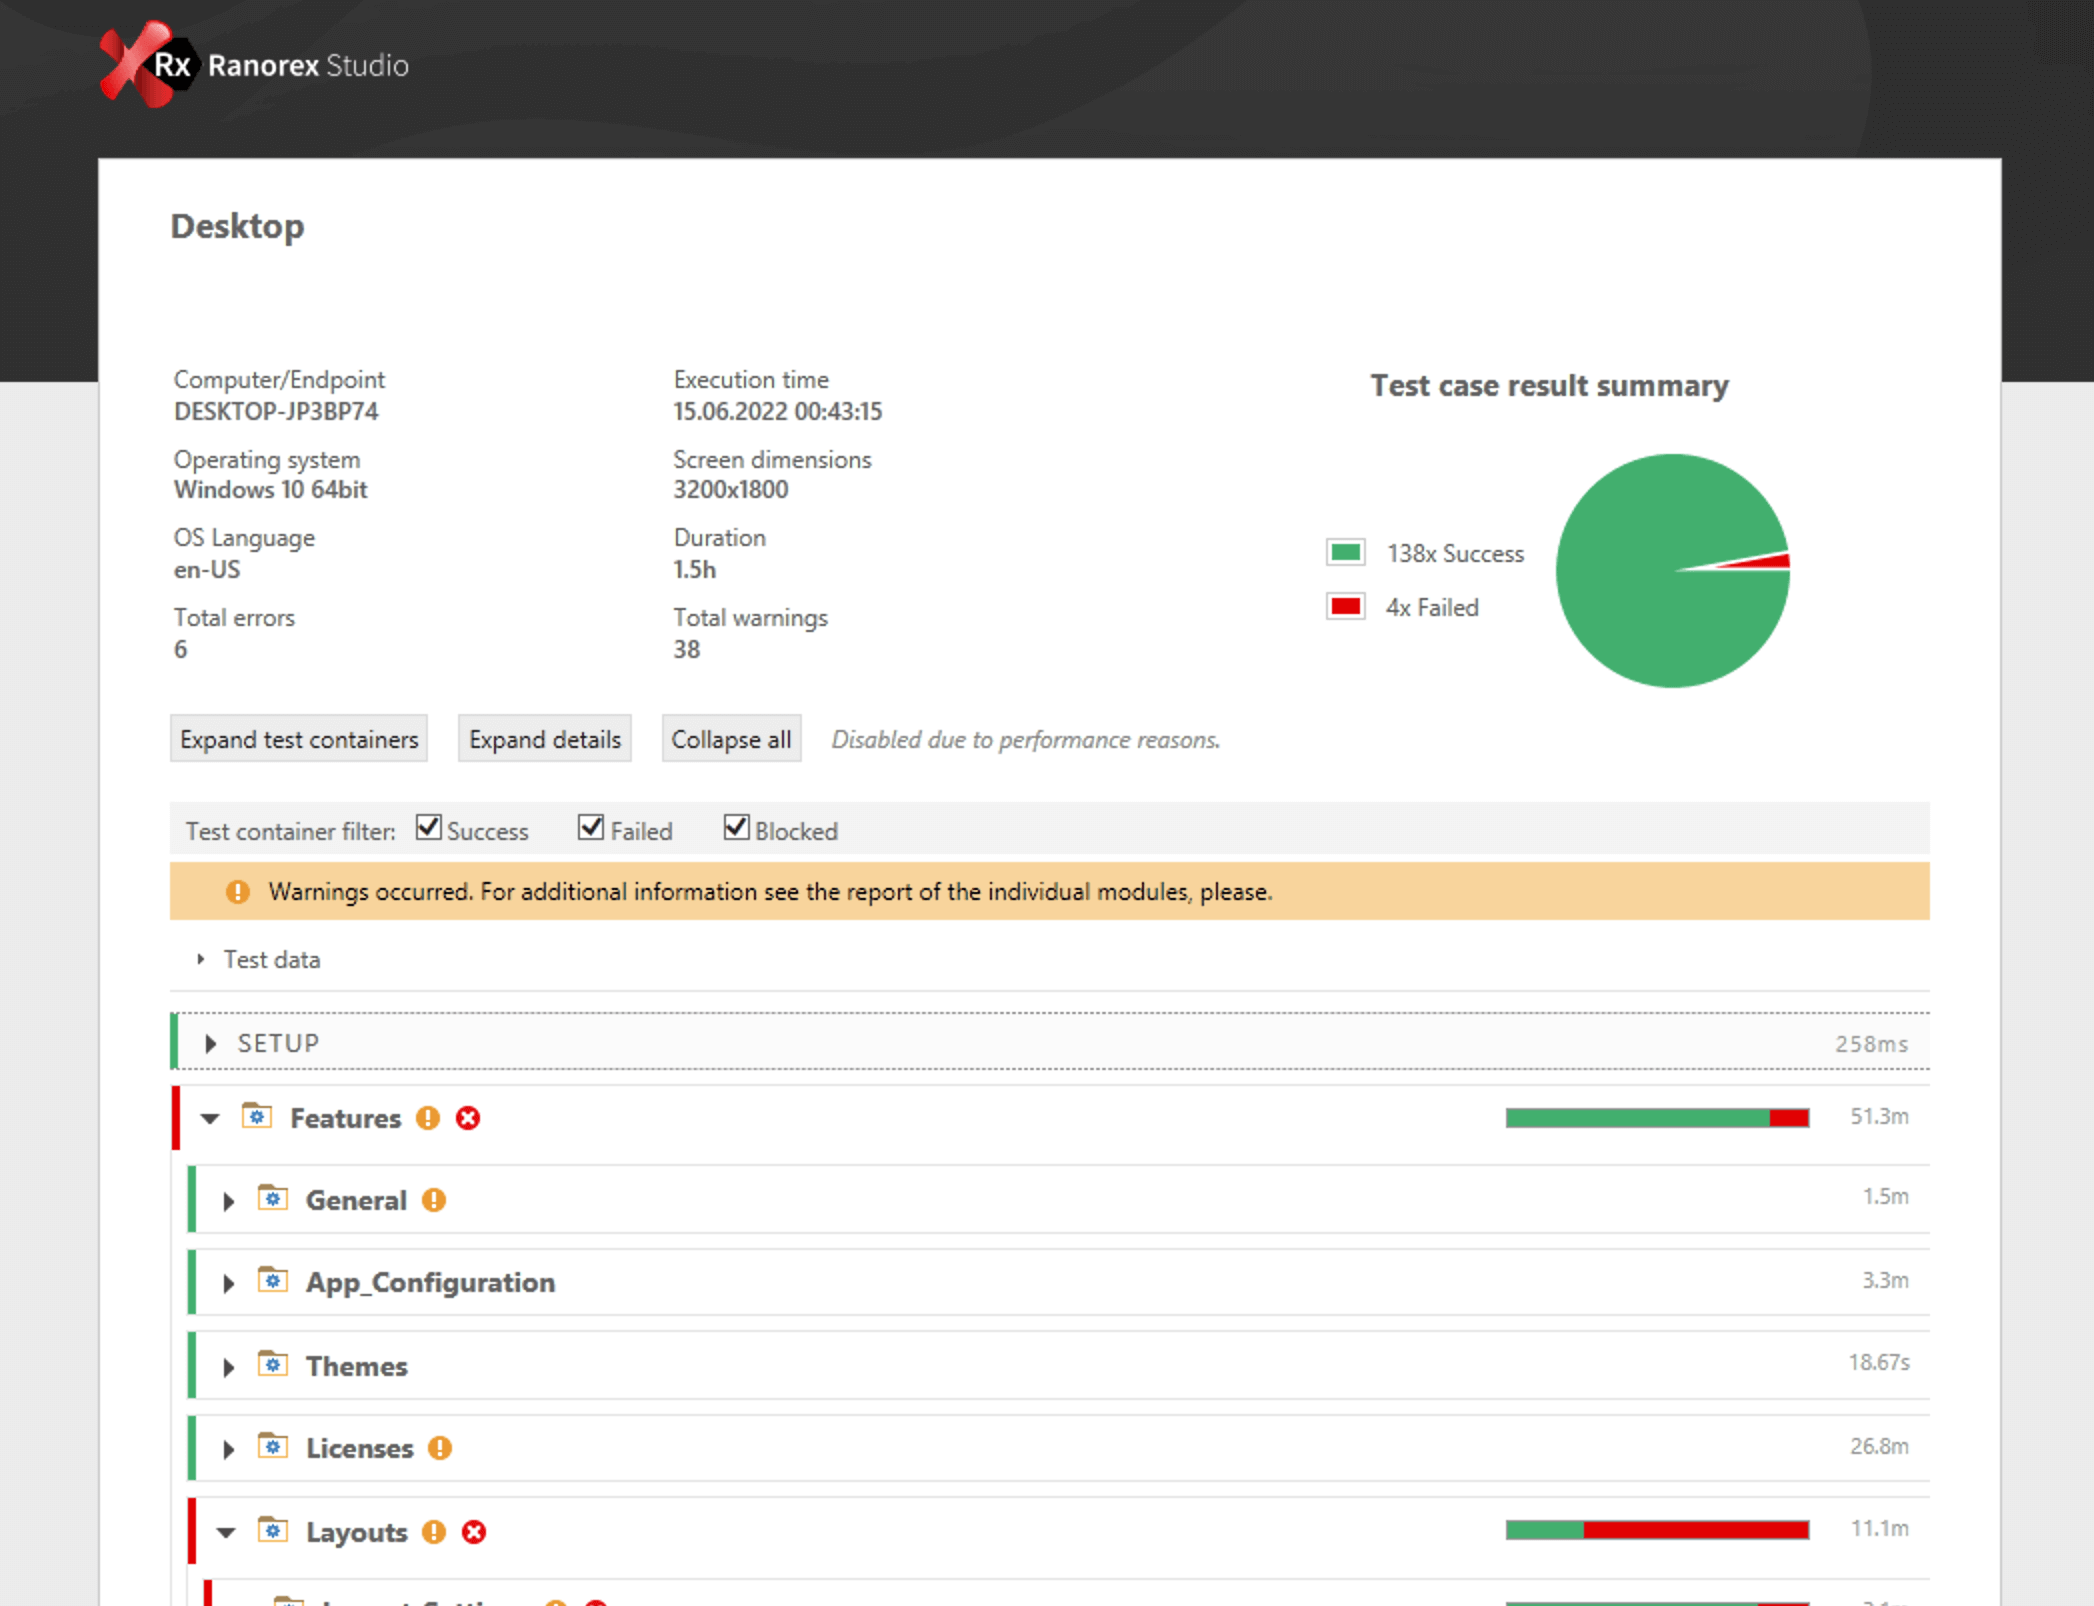 Rx Ranorex Studio
Desktop
Computer/Endpoint
DESKTOP-JP3BP74
Execution time
15.06.2022 00:43:15
Operating system
Windows 10 64bit
Screen dimensions
3200x1800
OS Language
en-US
Duration
1.5h
Total errors
6
Total warnings
38
Test case result summary
138x Success
4x Failed
Expand test containers Expand details Collapse all Disabled due to performance reasons.
Test container filter: Success Failed Blocked
Warnings occurred. For additional information see the report of the individual modules, please.
Test data
SETUP 258ms
Features 51.3m
General 1.5m
App_Configuration 3.3m
Themes 18.67s
Licenses 26.8m
Layouts 11.1m